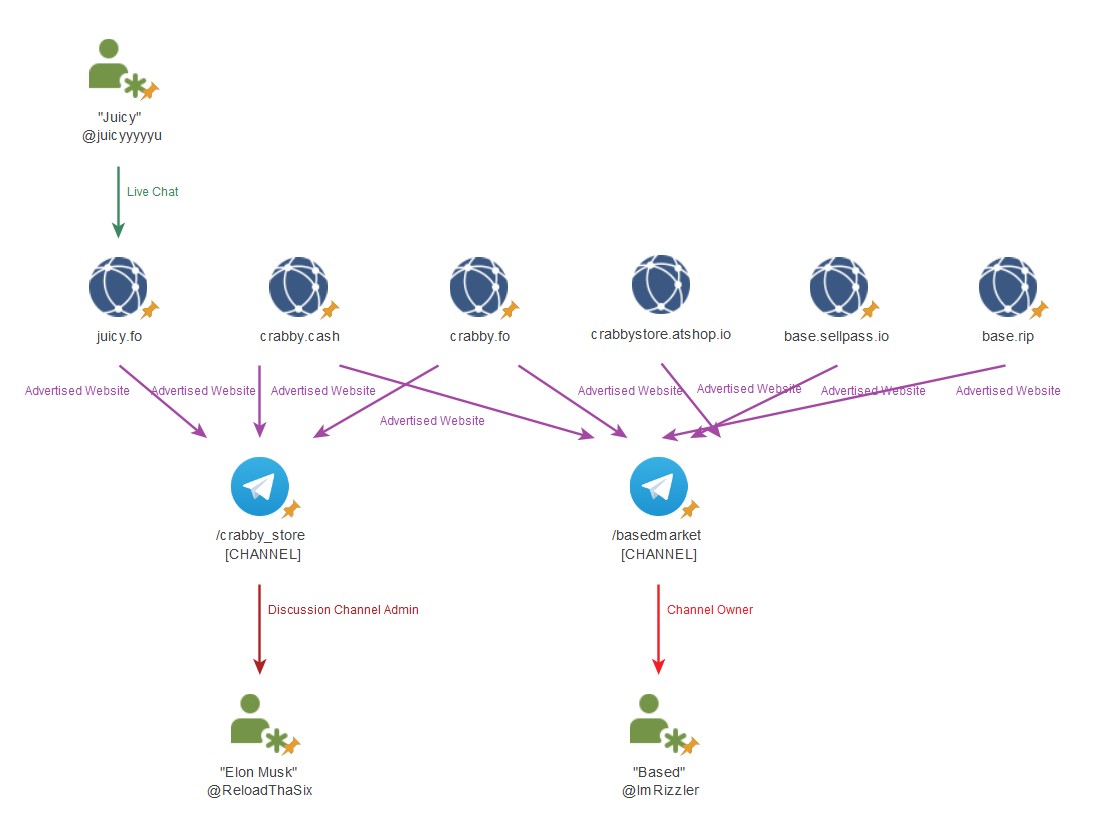 "Juicy"
@juicyyyyyu
Live Chat
juicy.fo
crabby.cash
crabby.fo
crabbystore.atshop.io
base.sellpass.io
base.rip
Advertised Website
Advertised Website
Advertised Website
Advertised Website
Advertised Website
Advertised Website
Advertised Website
Advertised Website
/crabby_store
[CHANNEL]
/basedmarket
[CHANNEL]
Discussion Channel Admin
Channel Owner
"Elon Musk"
@ReloadThaSix
"Based"
@ImRizzler